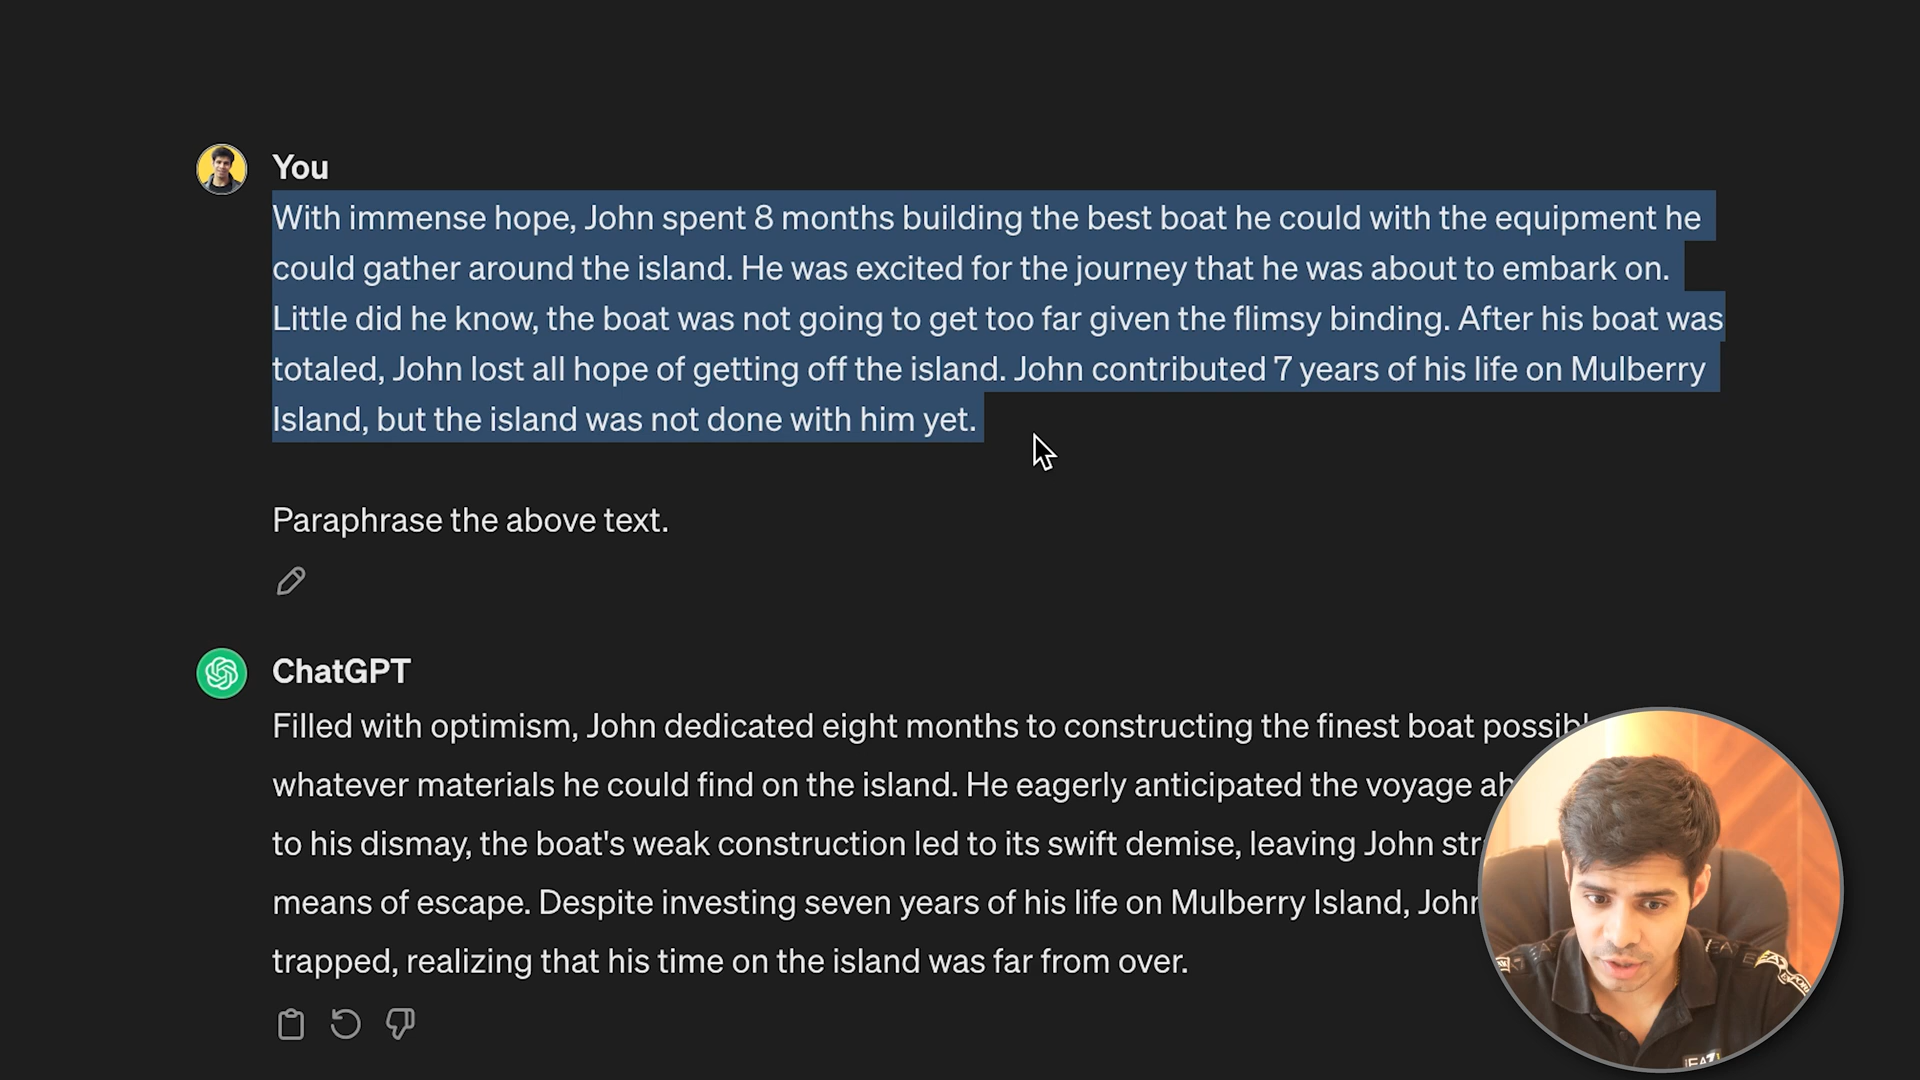 You
With immense hope, John spent 8 months building the best boat he could with the equipment he
could gather around the island. He was excited for the journey that he was about to embark on.
Little did he know, the boat was not going to get too far given the flimsy binding. After his boat was
totaled, John lost all hope of getting off the island. John contributed 7 years of his life on Mulberry
Island, but the island was not done with him yet.
Paraphrase the above text.
ChatGPT
Filled with optimism, John dedicated eight months to constructing the finest boat
whatever materials he could find on the island. He eagerly anticipated the voyage
to his dismay, the boat's weak construction led to its swift demise, leaving John
means of escape. Despite investing seven years of his life on Mulberry Island,
trapped, realizing that his time on the island was far from over.